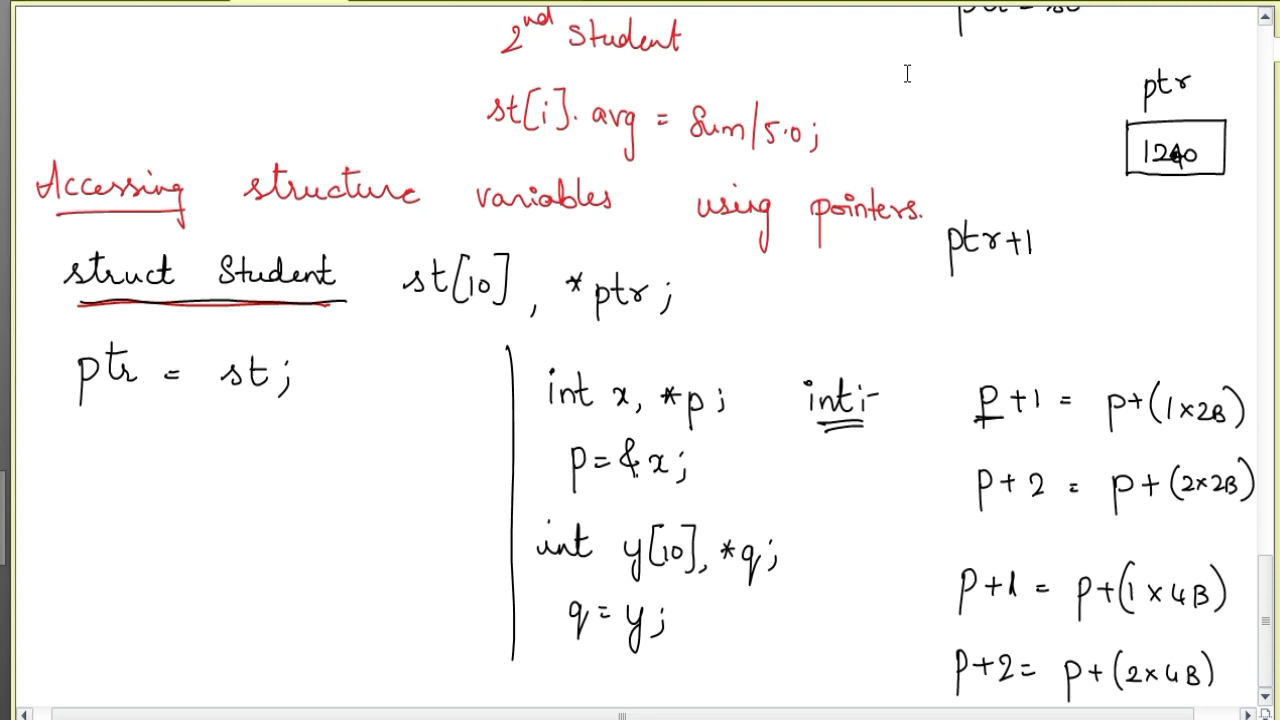 2nd Student
st[i].avg = Sum/5.0;
ptr
Accessing structure variables using pointers.
ptr+1
struct Student st[10], *ptr;
ptr = st;
int x, *p;
p=&x;
int y[10], *q;
q=y;
int:-
p+1 = p+(1×2B)
p+2 = p+(2×2B)
p+1 = p+(1×4B)
p+2= p+(2×4B)